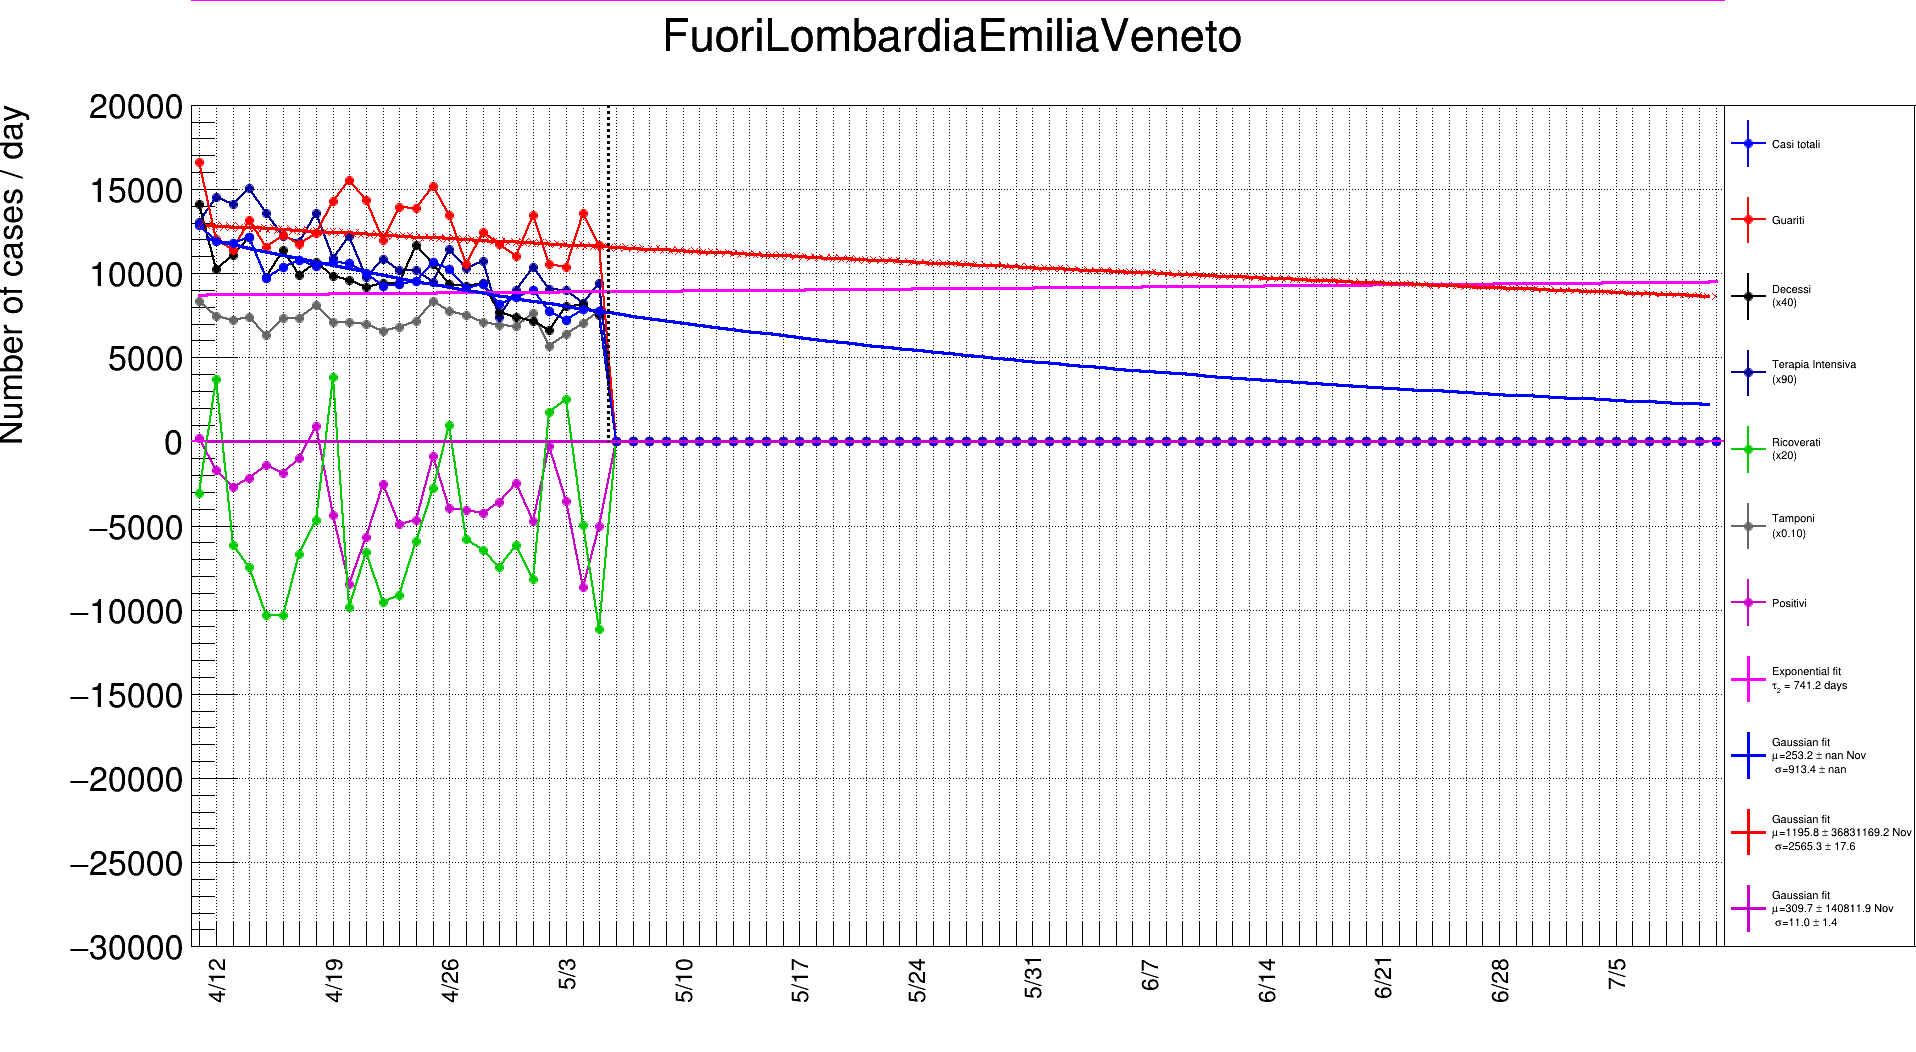 FuoriLombardiaEmiliaVeneto
Number of cases / day
20000
15000
10000
5000
0
−5000
−10000
−15000
−20000
−25000
−30000
4/12
4/19
4/26
5/3
5/10
5/17
5/24
5/31
6/7
6/14
6/21
6/28
7/5
Casi totali
Guariti
Decessi
(x40)
Terapia Intensiva
(x90)
Ricoverati
(x20)
Tamponi
(x0.10)
Positivi
Exponential fit
τ2 = 741.2 days
Gaussian fit
μ=253.2 ± nan Nov
σ=913.4 ± nan
Gaussian fit
μ=1195.8 ± 36831169.2 Nov
σ=2565.3 ± 17.6
Gaussian fit
μ=309.7 ± 140811.9 Nov
σ=11.0 ± 1.4